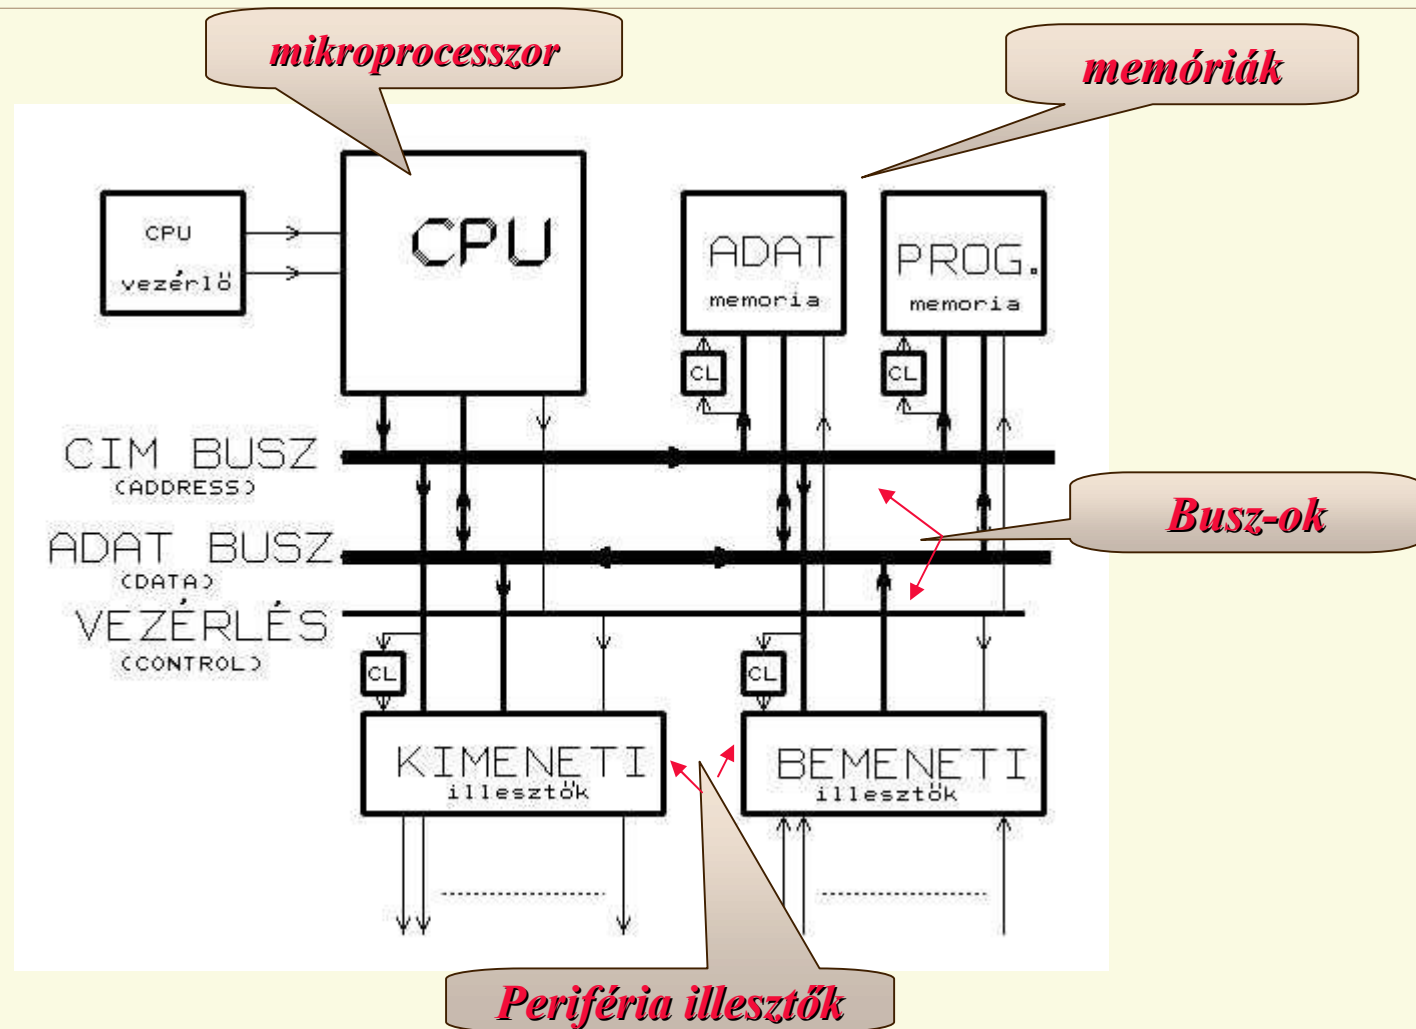 mikroprocesszor
memóriák
CPU
vezérlő
CPU
ADAT
memoria
PROG.
memoria
CL
CL
CIM BUSZ
(ADDRESS)
Busz-ok
ADAT BUSZ
(DATA)
VEZÉRLÉS
(CONTROL)
CL
CL
KIMENETI
illesztők
BEMENETI
illesztők
Periféria illesztők